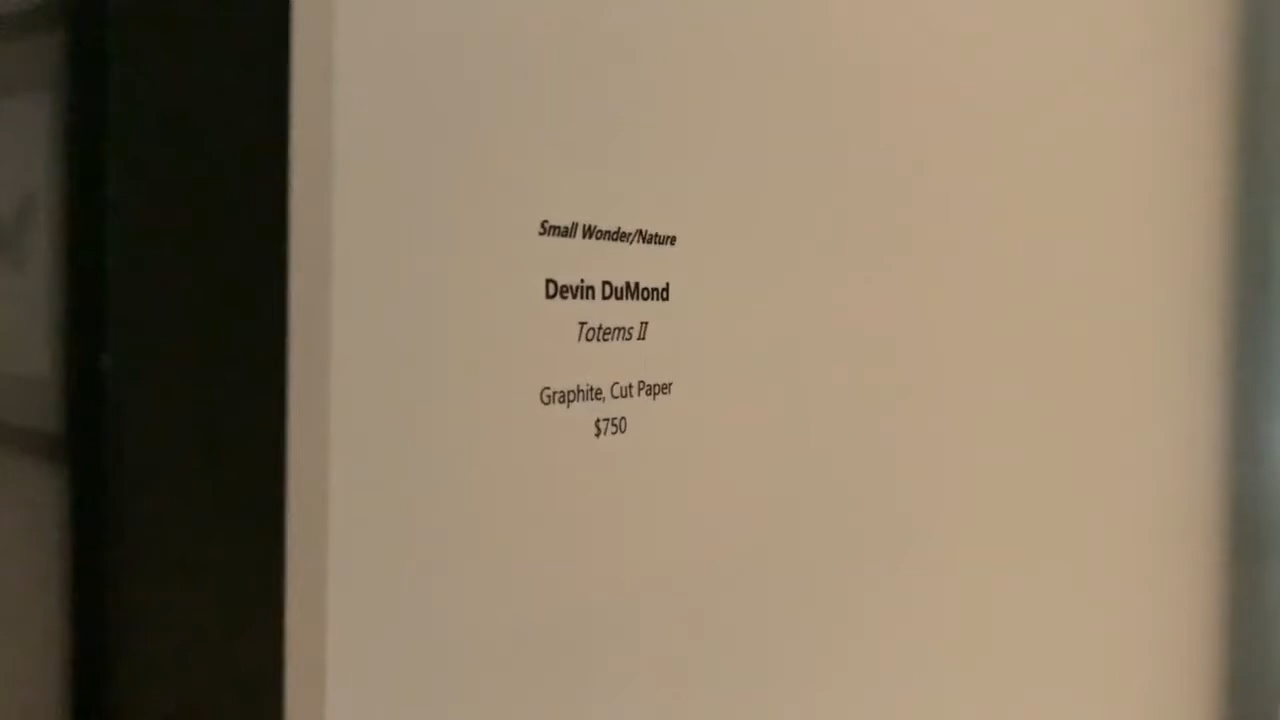 Small Wonder/Nature
Devin DuMond
Totems II
Graphite, Cut Paper
$750